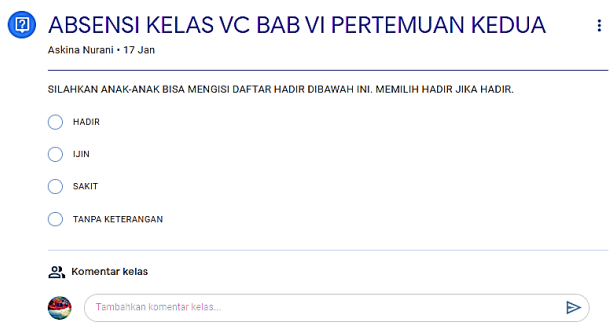 ABSENSI KELAS VC BAB VI PERTEMUAN KEDUA
Askina Nurani • 17 Jan
SILAHKAN ANAK-ANAK BISA MENGISI DAFTAR HADIR DIBAWAH INI. MEMILIH HADIR JIKA HADIR.
HADIR
IJIN
SAKIT
TANPA KETERANGAN
Komentar kelas
Tambahkan komentar kelas...